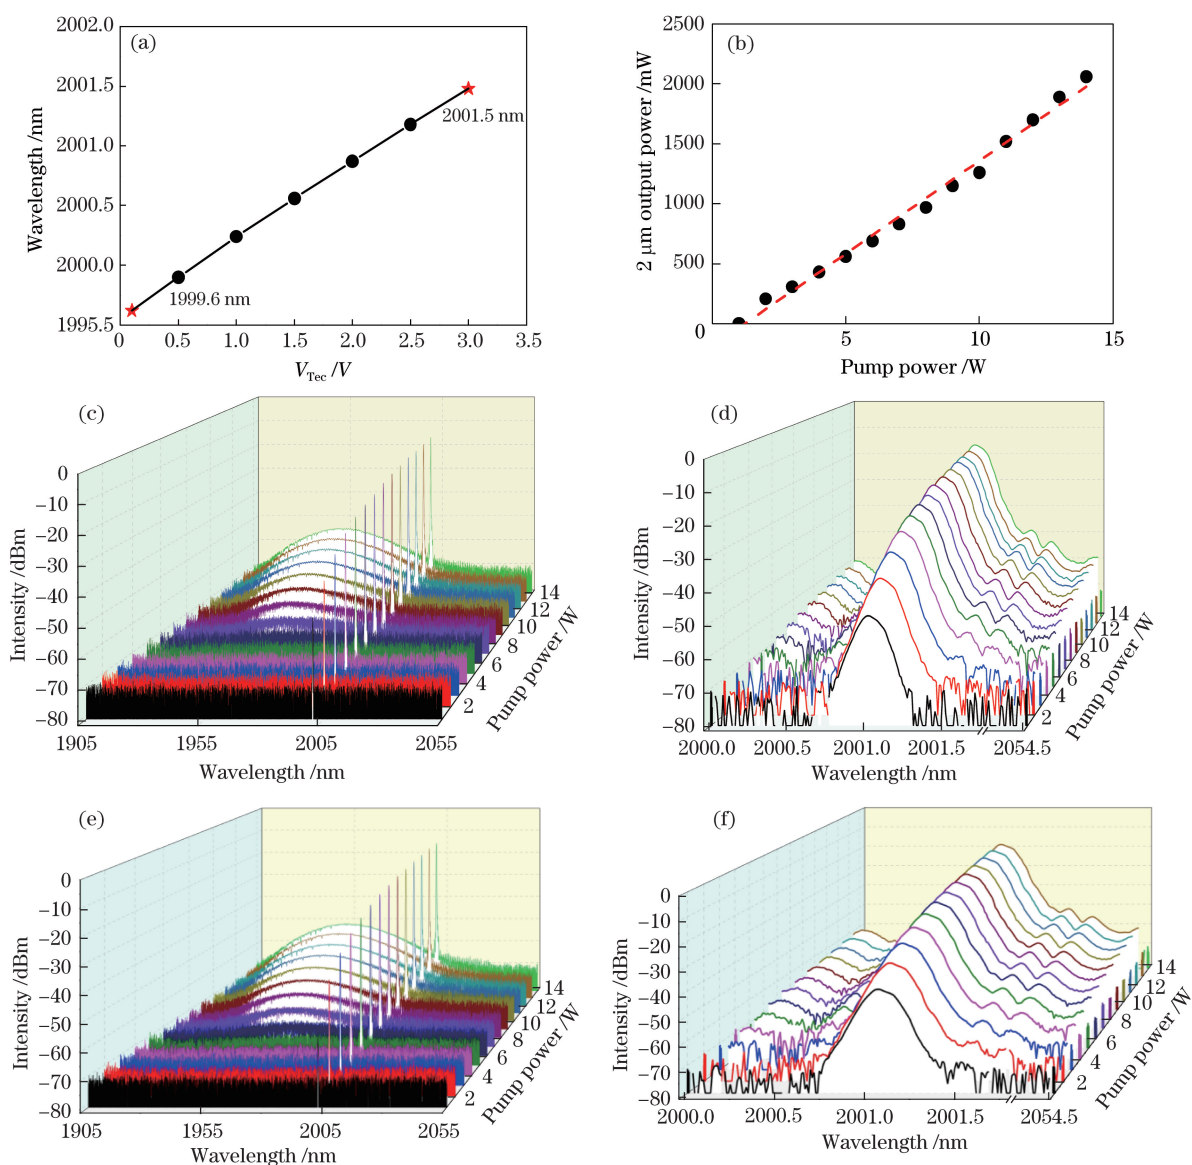 (a)
2002.0
2001.5
2001.0
2000.5
2000.0
1995.5
Wavelength /nm
2001.5 nm
1999.6 nm
0 0.5 1.0 1.5 2.0 2.5 3.0 3.5
VTec /V
(b)
2500
2000
1500
1000
500
0
2 μm output power /mW
5 10 15
Pump power /W
(c)
0
−10
−20
−30
−40
−50
−60
−70
−80
Intensity /dBm
1905 1955 2005 2055
Wavelength /nm
2 4 6 8 10 12 14
Pump power /W
(d)
0
−10
−20
−30
−40
−50
−60
−70
−80
Intensity /dBm
2000.0 2000.5 2001.0 2001.5 2054.5
Wavelength /nm
2 4 6 8 10 12 14
Pump power /W
(e)
0
−10
−20
−30
−40
−50
−60
−70
−80
Intensity /dBm
1905 1955 2005 2055
Wavelength /nm
2 4 6 8 10 12 14
Pump power /W
(f)
0
−10
−20
−30
−40
−50
−60
−70
−80
Intensity /dBm
2000.0 2000.5 2001.0 2001.5 2054.5
Wavelength /nm
2 4 6 8 10 12 14
Pump power /W